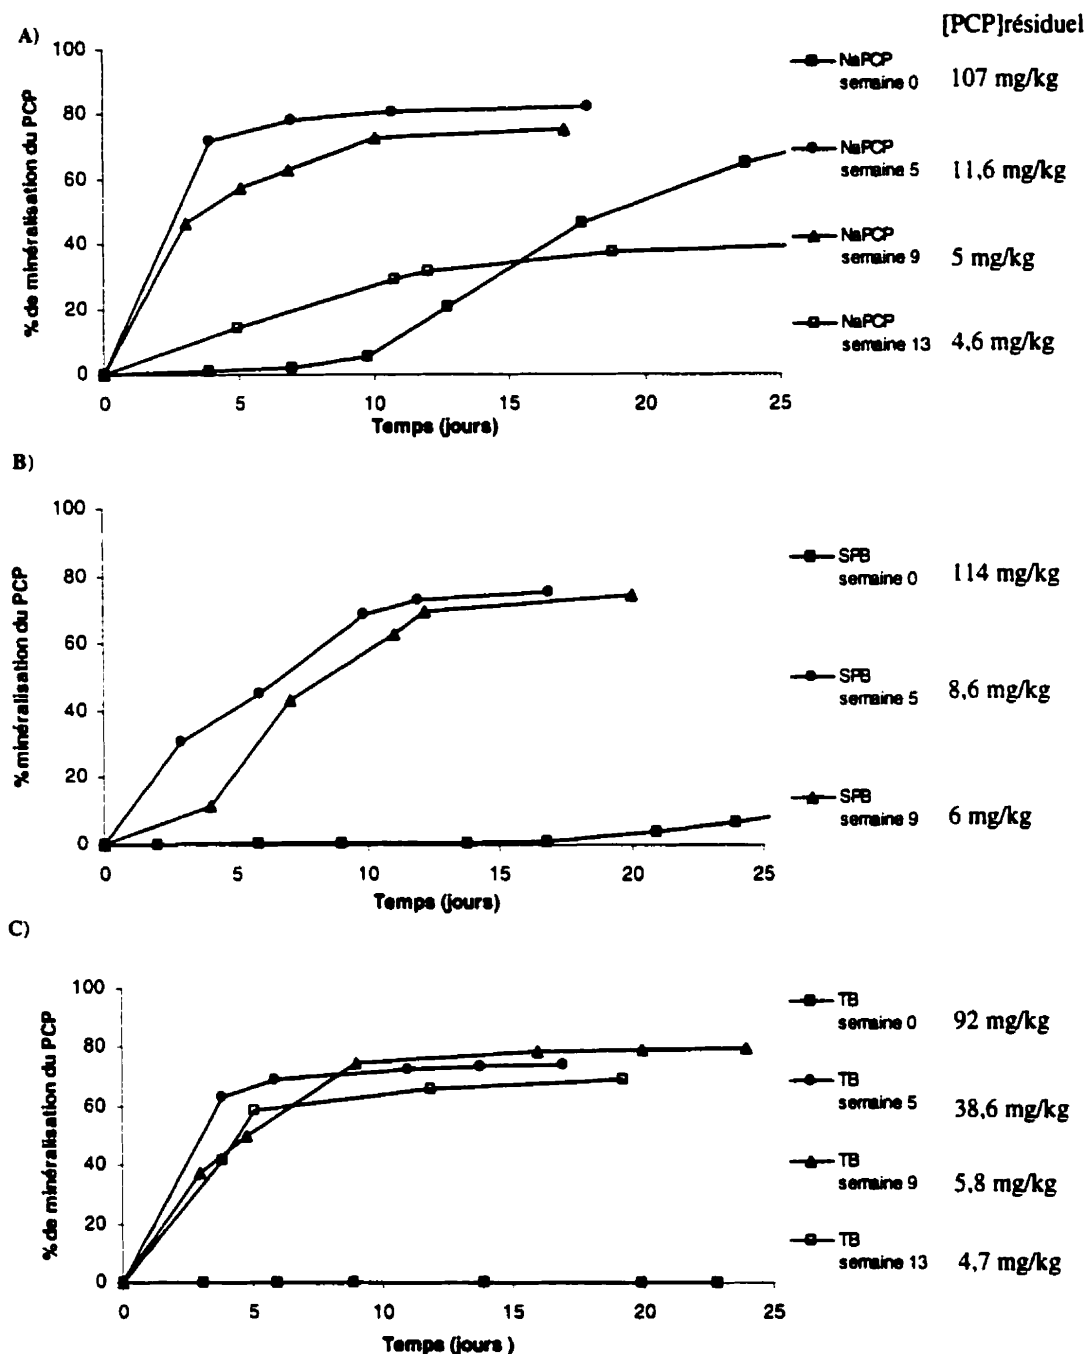 [PCP]résiduel
A)
100
80
60
40
20
0
% de minéralisation du PCP
0 5 10 15 20 25
Temps (jours)
NaPCP
semaine 0 107 mg/kg
NaPCP
semaine 5 11,6 mg/kg
NaPCP
semaine 9 5 mg/kg
NaPCP
semaine 13 4,6 mg/kg
B)
100
80
60
40
20
0
% minéralisation du PCP
0 5 10 15 20 25
Temps (jours)
SPB
semaine 0 114 mg/kg
SPB
semaine 5 8,6 mg/kg
SPB
semaine 9 6 mg/kg
C)
100
80
60
40
20
0
% de minéralisation du PCP
0 5 10 15 20 25
Temps (jours )
TB
semaine 0 92 mg/kg
TB
semaine 5 38,6 mg/kg
TB
semaine 9 5,8 mg/kg
TB
semaine 13 4,7 mg/kg